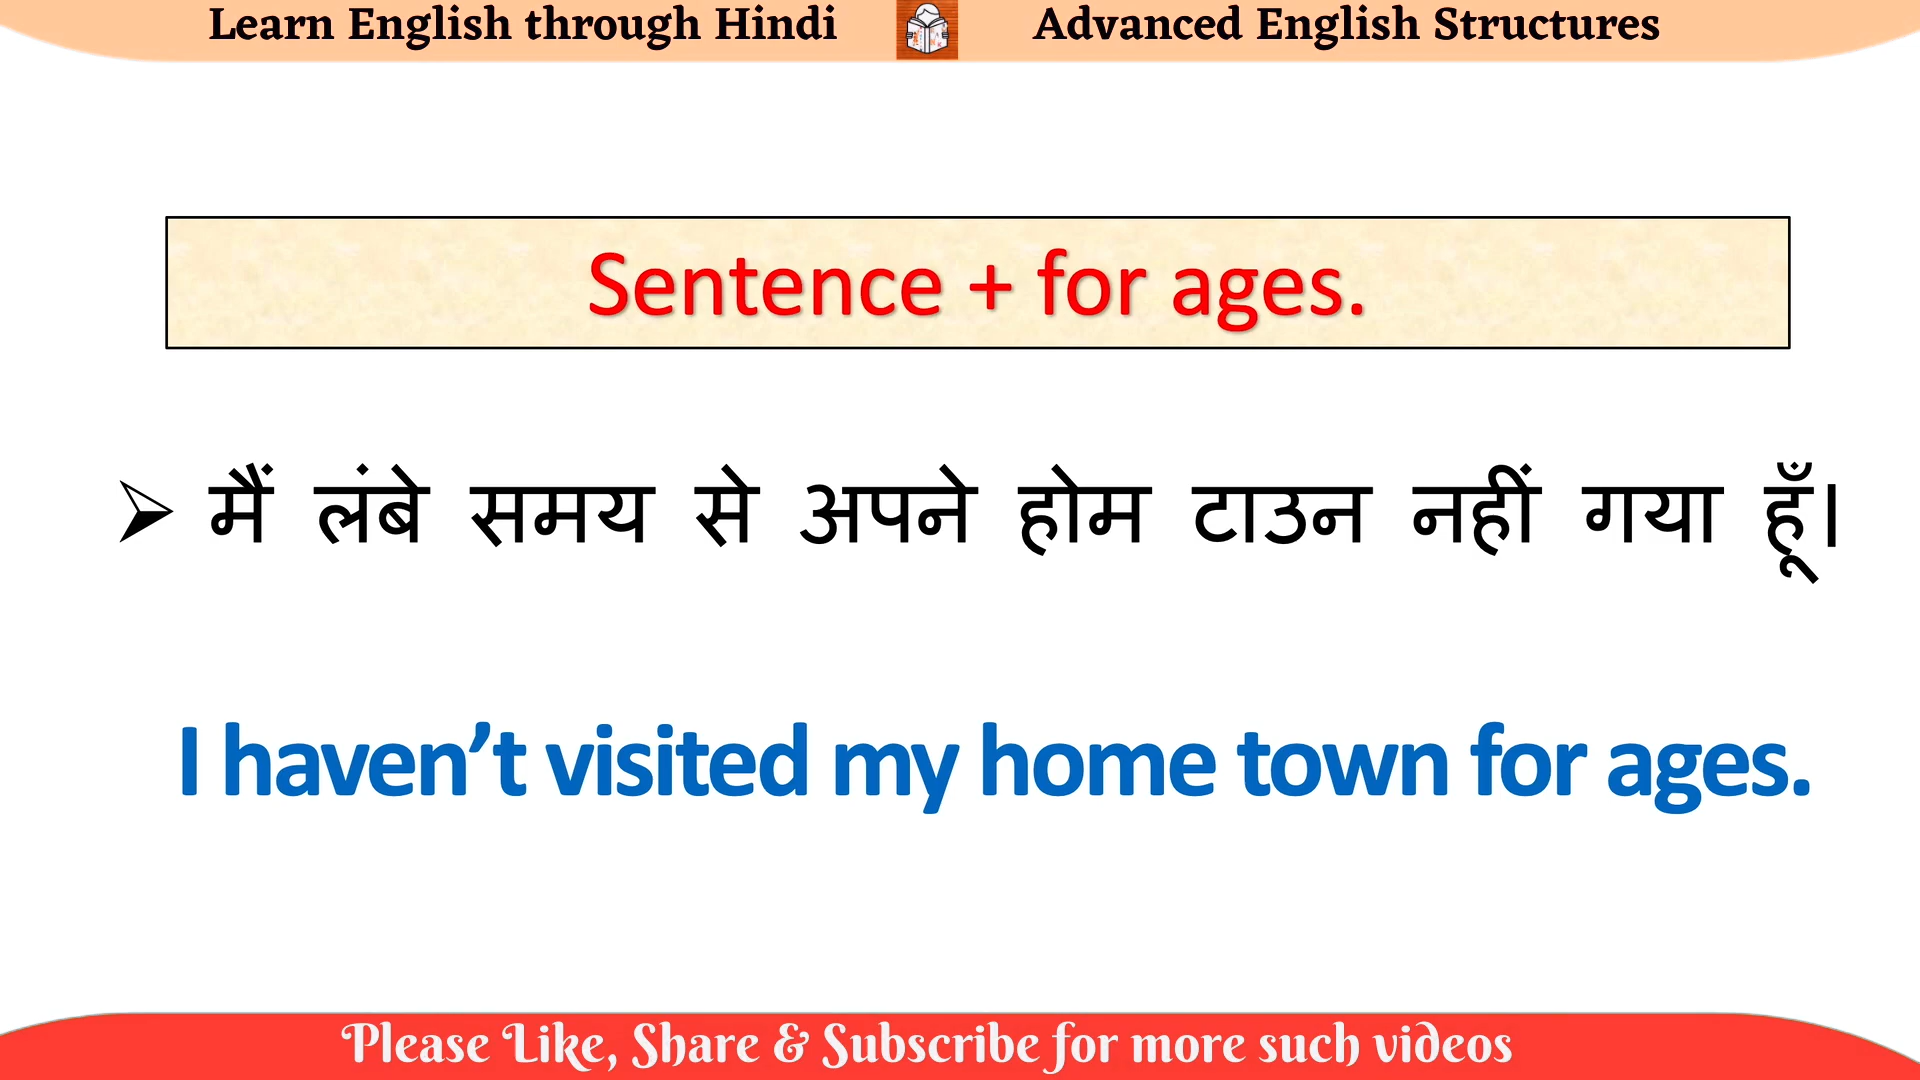 Learn English through Hindi
Advanced English Structures
Sentence + for ages.
➢ मैं लंबे समय से अपने होम टाउन नहीं गया हूँ।
I haven’t visited my home town for ages.
Please Like, Share & Subscribe for more such videos